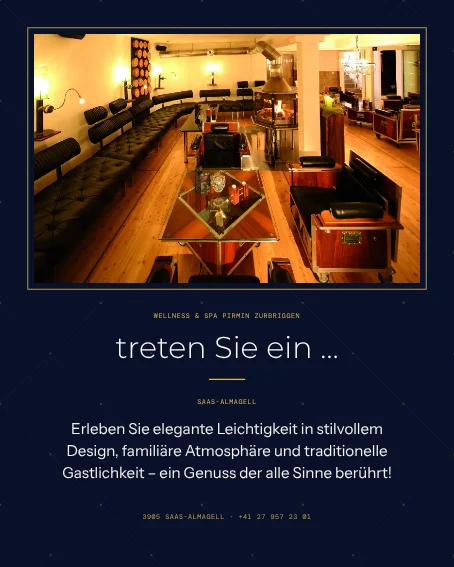 WELLNESS & SPA PIRMIN ZURBRIGGEN
treten Sie ein ...
SAAS-ALMAGELL
Erleben Sie elegante Leichtigkeit in stilvollem
Design, familiäre Atmosphäre und traditionelle
Gastlichkeit – ein Genuss der alle Sinne berührt!
3905 SAAS-ALMAGELL · +41 27 957 23 01